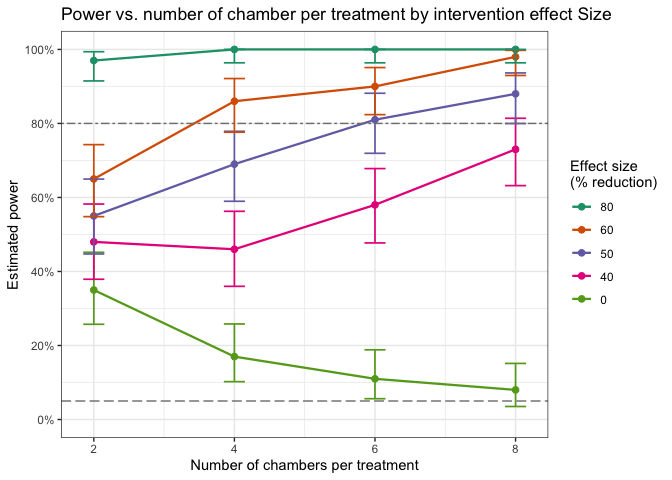 Power vs. number of chamber per treatment by intervention effect Size
100%
80%
60%
40%
20%
0%
Estimated power
2 4 6 8
Number of chambers per treatment
Effect size
(% reduction)
80
60
50
40
0